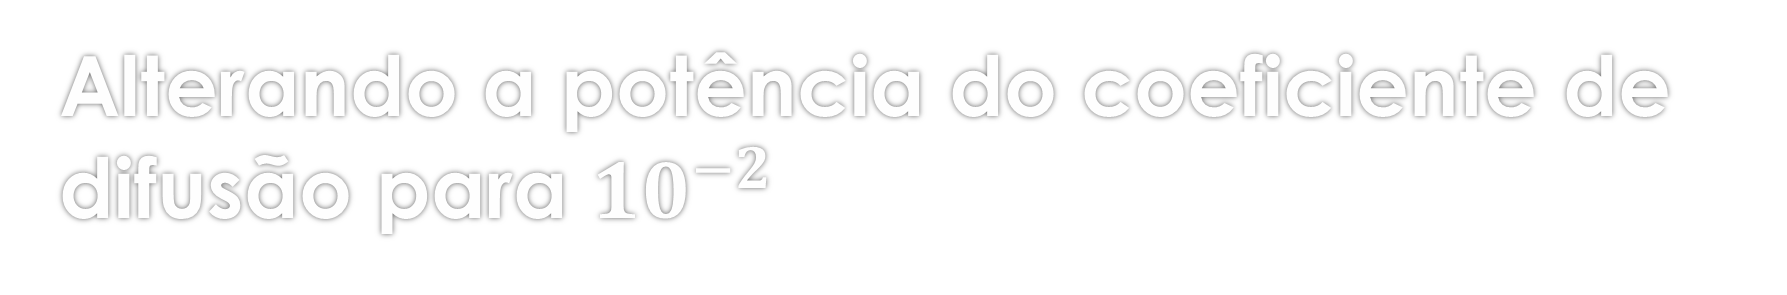 Alterando a potência do coeficiente de
difusão para 10⁻²